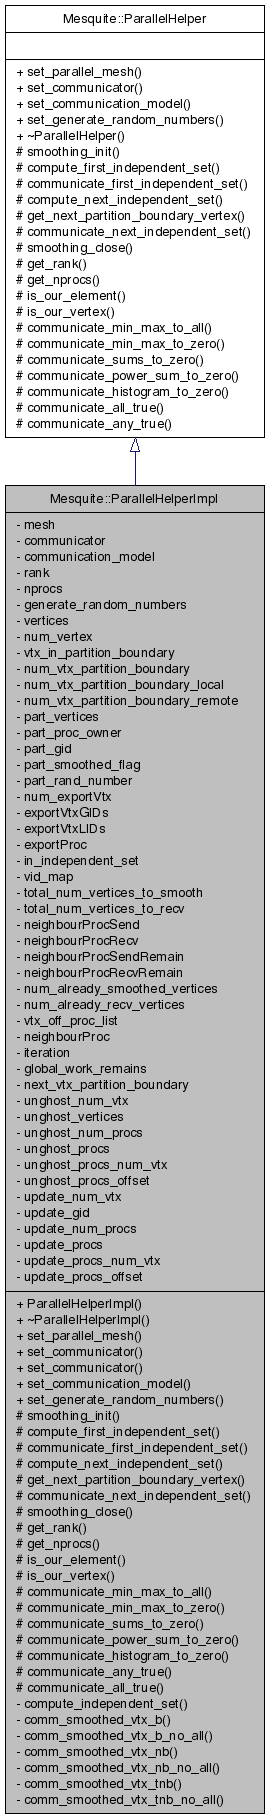 Mesquite::ParallelHelper
+ set_parallel_mesh()
+ set_communicator()
+ set_communication_model()
+ set_generate_random_numbers()
+ ~ParallelHelper()
# smoothing_init()
# compute_first_independent_set()
# communicate_first_independent_set()
# compute_next_independent_set()
# get_next_partition_boundary_vertex()
# communicate_next_independent_set()
# smoothing_close()
# get_rank()
# get_nprocs()
# is_our_element()
# is_our_vertex()
# communicate_min_max_to_all()
# communicate_min_max_to_zero()
# communicate_sums_to_zero()
# communicate_power_sum_to_zero()
# communicate_histogram_to_zero()
# communicate_all_true()
# communicate_any_true()
Mesquite::ParallelHelperImpl
- mesh
- communicator
- communication_model
- rank
- nprocs
- generate_random_numbers
- vertices
- num_vertex
- vtx_in_partition_boundary
- num_vtx_partition_boundary
- num_vtx_partition_boundary_local
- num_vtx_partition_boundary_remote
- part_vertices
- part_proc_owner
- part_gid
- part_smoothed_flag
- part_rand_number
- num_exportVtx
- exportVtxGIDs
- exportVtxLIDs
- exportProc
- in_independent_set
- vid_map
- total_num_vertices_to_smooth
- total_num_vertices_to_recv
- neighbourProcSend
- neighbourProcRecv
- neighbourProcSendRemain
- neighbourProcRecvRemain
- num_already_smoothed_vertices
- num_already_recv_vertices
- vtx_off_proc_list
- neighbourProc
- iteration
- global_work_remains
- next_vtx_partition_boundary
- unghost_num_vtx
- unghost_vertices
- unghost_num_procs
- unghost_procs
- unghost_procs_num_vtx
- unghost_procs_offset
- update_num_vtx
- update_gid
- update_num_procs
- update_procs
- update_procs_num_vtx
- update_procs_offset
+ ParallelHelperImpl()
+ ~ParallelHelperImpl()
+ set_parallel_mesh()
+ set_communicator()
+ set_communicator()
+ set_communication_model()
+ set_generate_random_numbers()
# smoothing_init()
# compute_first_independent_set()
# communicate_first_independent_set()
# compute_next_independent_set()
# get_next_partition_boundary_vertex()
# communicate_next_independent_set()
# smoothing_close()
# get_rank()
# get_nprocs()
# is_our_element()
# is_our_vertex()
# communicate_min_max_to_all()
# communicate_min_max_to_zero()
# communicate_sums_to_zero()
# communicate_power_sum_to_zero()
# communicate_histogram_to_zero()
# communicate_any_true()
# communicate_all_true()
- compute_independent_set()
- comm_smoothed_vtx_b()
- comm_smoothed_vtx_b_no_all()
- comm_smoothed_vtx_nb()
- comm_smoothed_vtx_nb_no_all()
- comm_smoothed_vtx_tnb()
- comm_smoothed_vtx_tnb_no_all()